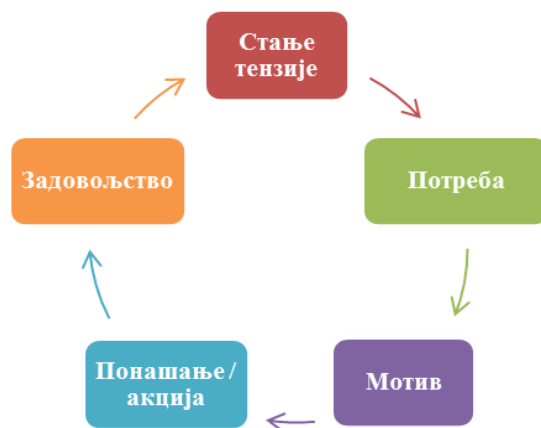 Стање
тензије
Потреба
Мотив
Понашање /
акција
Задовољство